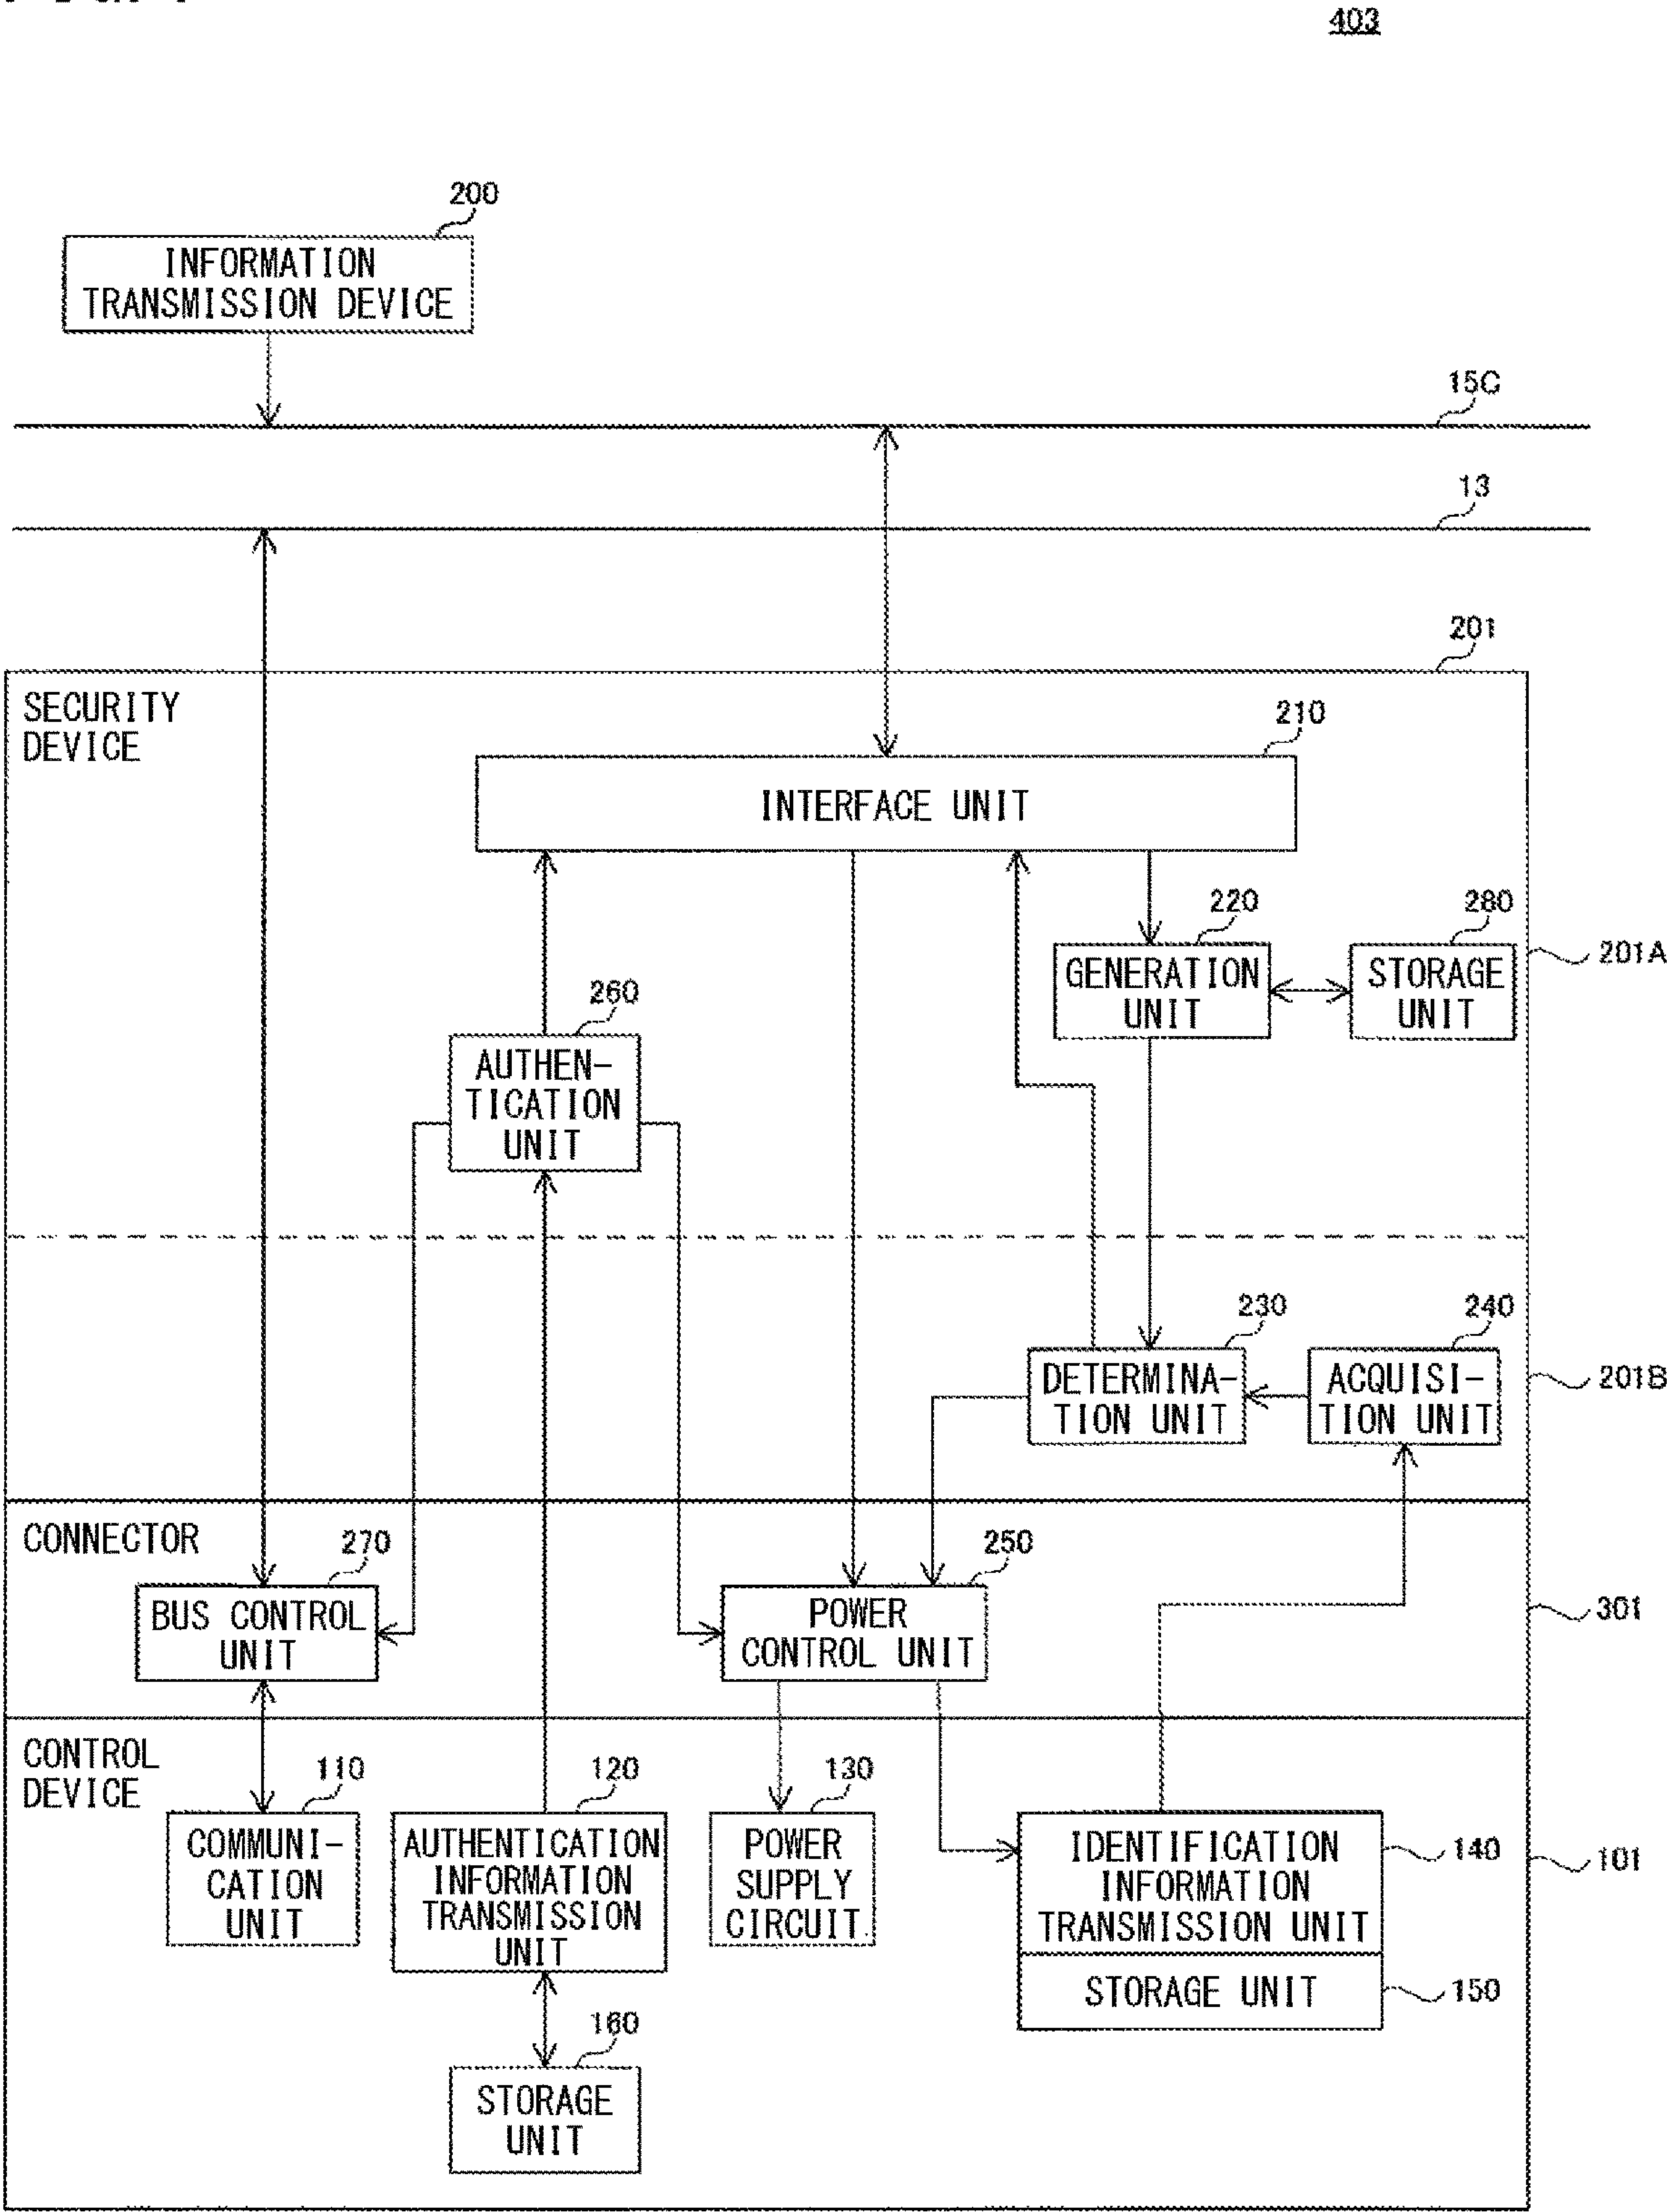 403
200
INFORMATION
TRANSMISSION DEVICE
15C
13
201
SECURITY
DEVICE
210
INTERFACE UNIT
220
280
GENERATION
UNIT
STORAGE
UNIT
201A
260
AUTHEN-
TICATION
UNIT
230
240
DETERMINA-
TION UNIT
ACQUISI-
TION UNIT
201B
CONNECTOR
270
250
BUS CONTROL
UNIT
POWER
CONTROL UNIT
301
CONTROL
DEVICE
110
120
130
COMMUNI-
CATION
UNIT
AUTHENTICATION
INFORMATION
TRANSMISSION
UNIT
POWER
SUPPLY
CIRCUIT
IDENTIFICATION
INFORMATION
TRANSMISSION UNIT
140
101
STORAGE UNIT
150
160
STORAGE
UNIT